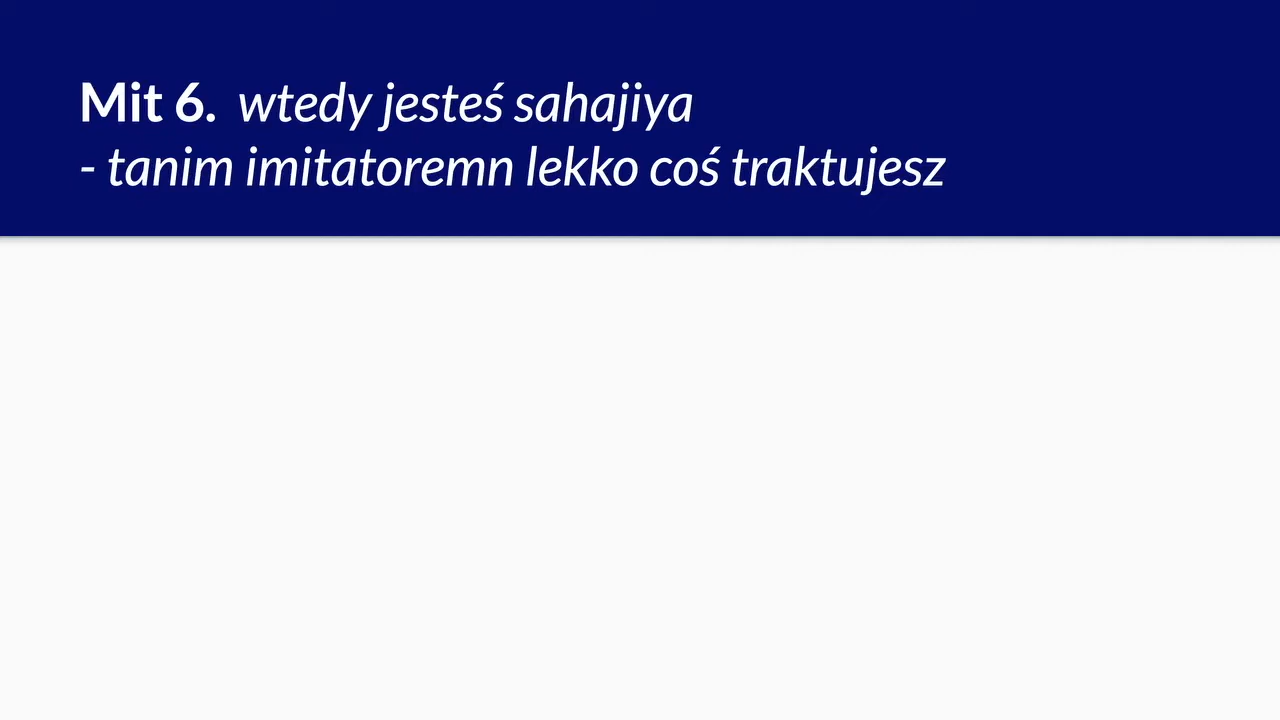 Mit 6. wtedy jesteś sahajiya
- tanim imitatoremn lekko coś traktujesz